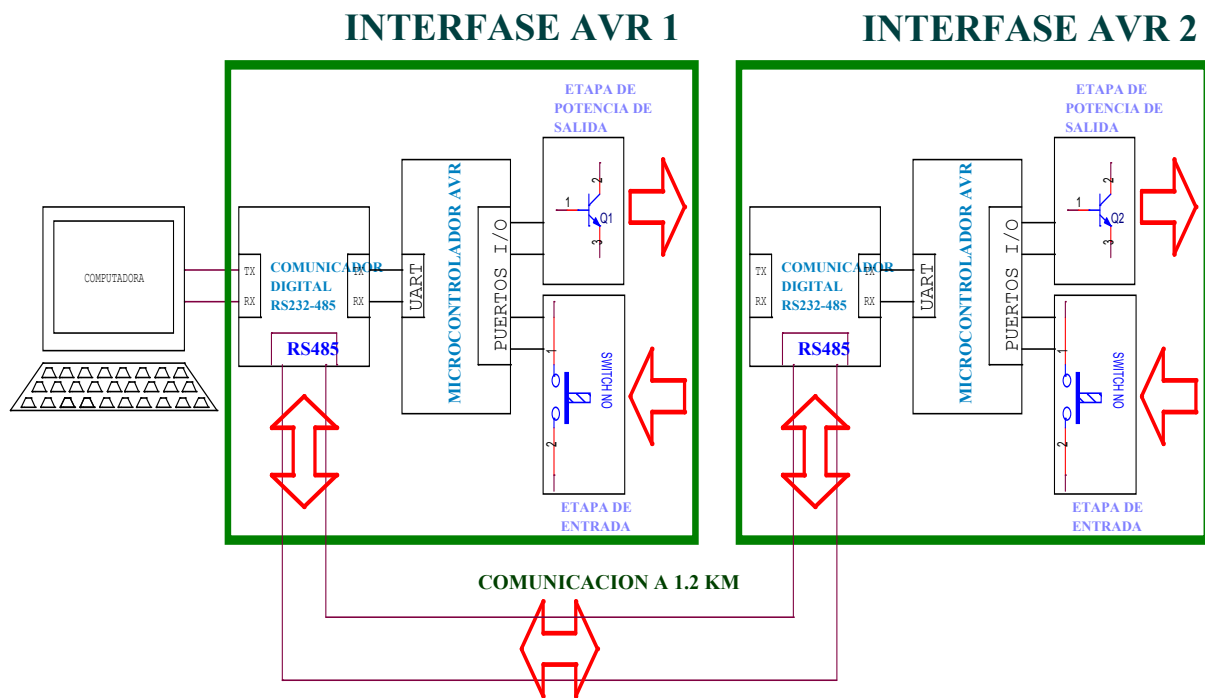 INTERFASE AVR 1
INTERFASE AVR 2
COMPUTADORA
TX
RX
COMUNICADOR
DIGITAL
RS232-485
TX
RX
RS485
UART
MICROCONTROLADOR AVR
PUERTOS I/O
ETAPA DE
POTENCIA DE
SALIDA
1
2
3
Q1
1
2
SWITCH NO
ETAPA DE
ENTRADA
TX
RX
COMUNICADOR
DIGITAL
RS232-485
TX
RX
RS485
UART
MICROCONTROLADOR AVR
PUERTOS I/O
ETAPA DE
POTENCIA DE
SALIDA
1
2
3
Q2
1
2
SWITCH NO
ETAPA DE
ENTRADA
COMUNICACION A 1.2 KM